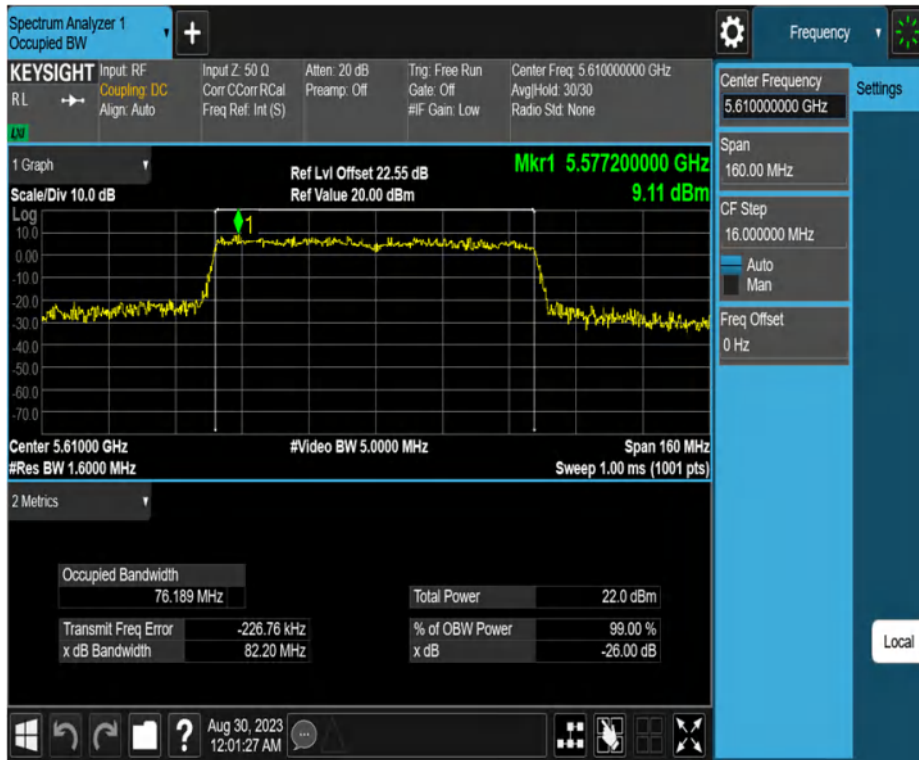 Spectrum Analyzer 1
Occupied BW
+
Frequency
KEYSIGHT
RL
LXI
Input: RF
Coupling: DC
Align: Auto
Input Z: 50 Ω
Corr CCorr RCal
Freq Ref: Int (S)
Atten: 20 dB
Preamp: Off
Trig: Free Run
Gate: Off
#IF Gain: Low
Center Freq: 5.610000000 GHz
Avg|Hold: 30/30
Radio Std: None
Center Frequency
5.610000000 GHz
Settings
Span
160.00 MHz
CF Step
16.000000 MHz
Auto
Man
Freq Offset
0 Hz
Local
1 Graph
Scale/Div 10.0 dB
Ref Lvl Offset 22.55 dB
Ref Value 20.00 dBm
Mkr1 5.577200000 GHz
9.11 dBm
Log
1
10.0
0.00
-10.0
-20.0
-30.0
-40.0
-50.0
-60.0
-70.0
Center 5.61000 GHz
#Res BW 1.6000 MHz
#Video BW 5.0000 MHz
Span 160 MHz
Sweep 1.00 ms (1001 pts)
2 Metrics
Occupied Bandwidth
76.189 MHz
Total Power 22.0 dBm
Transmit Freq Error -226.76 kHz
% of OBW Power 99.00 %
x dB Bandwidth 82.20 MHz
x dB -26.00 dB
?
Aug 30, 2023
12:01:27 AM